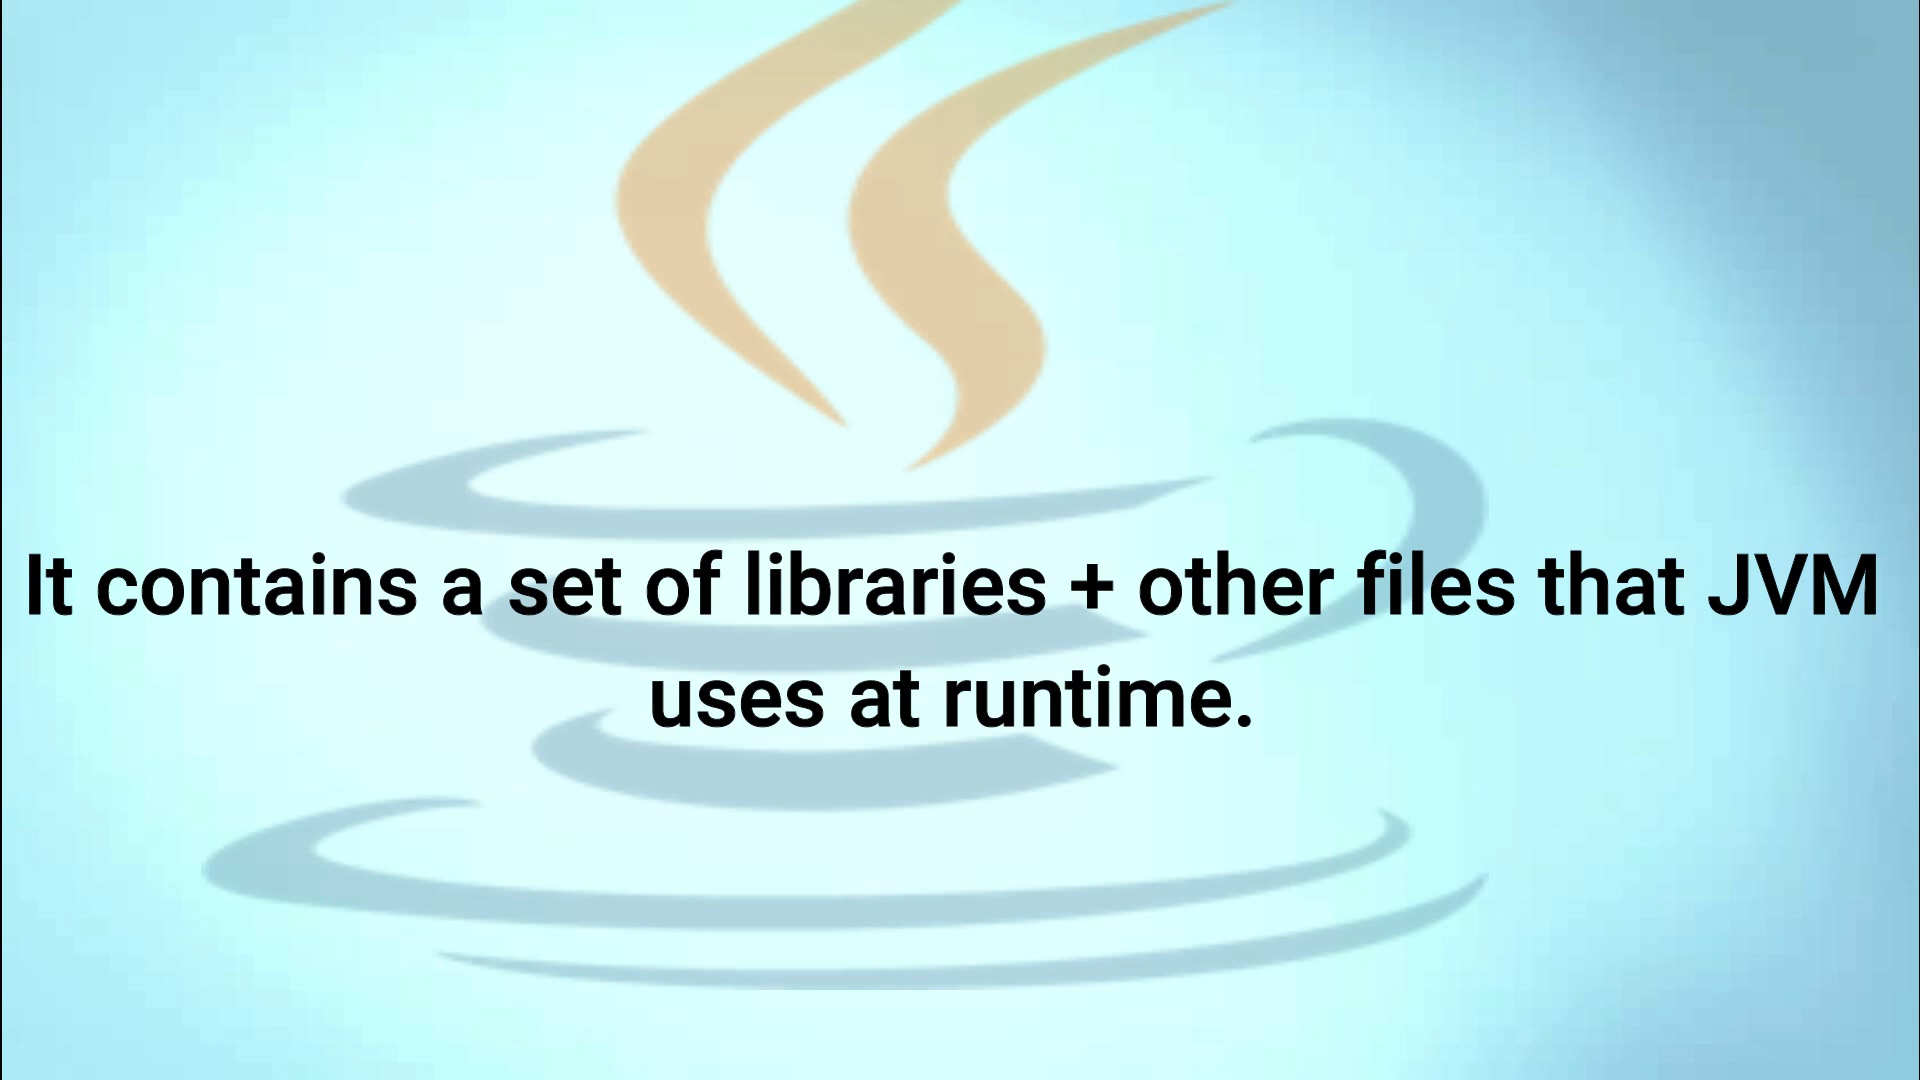 It contains a set of libraries + other files that JVM
uses at runtime.